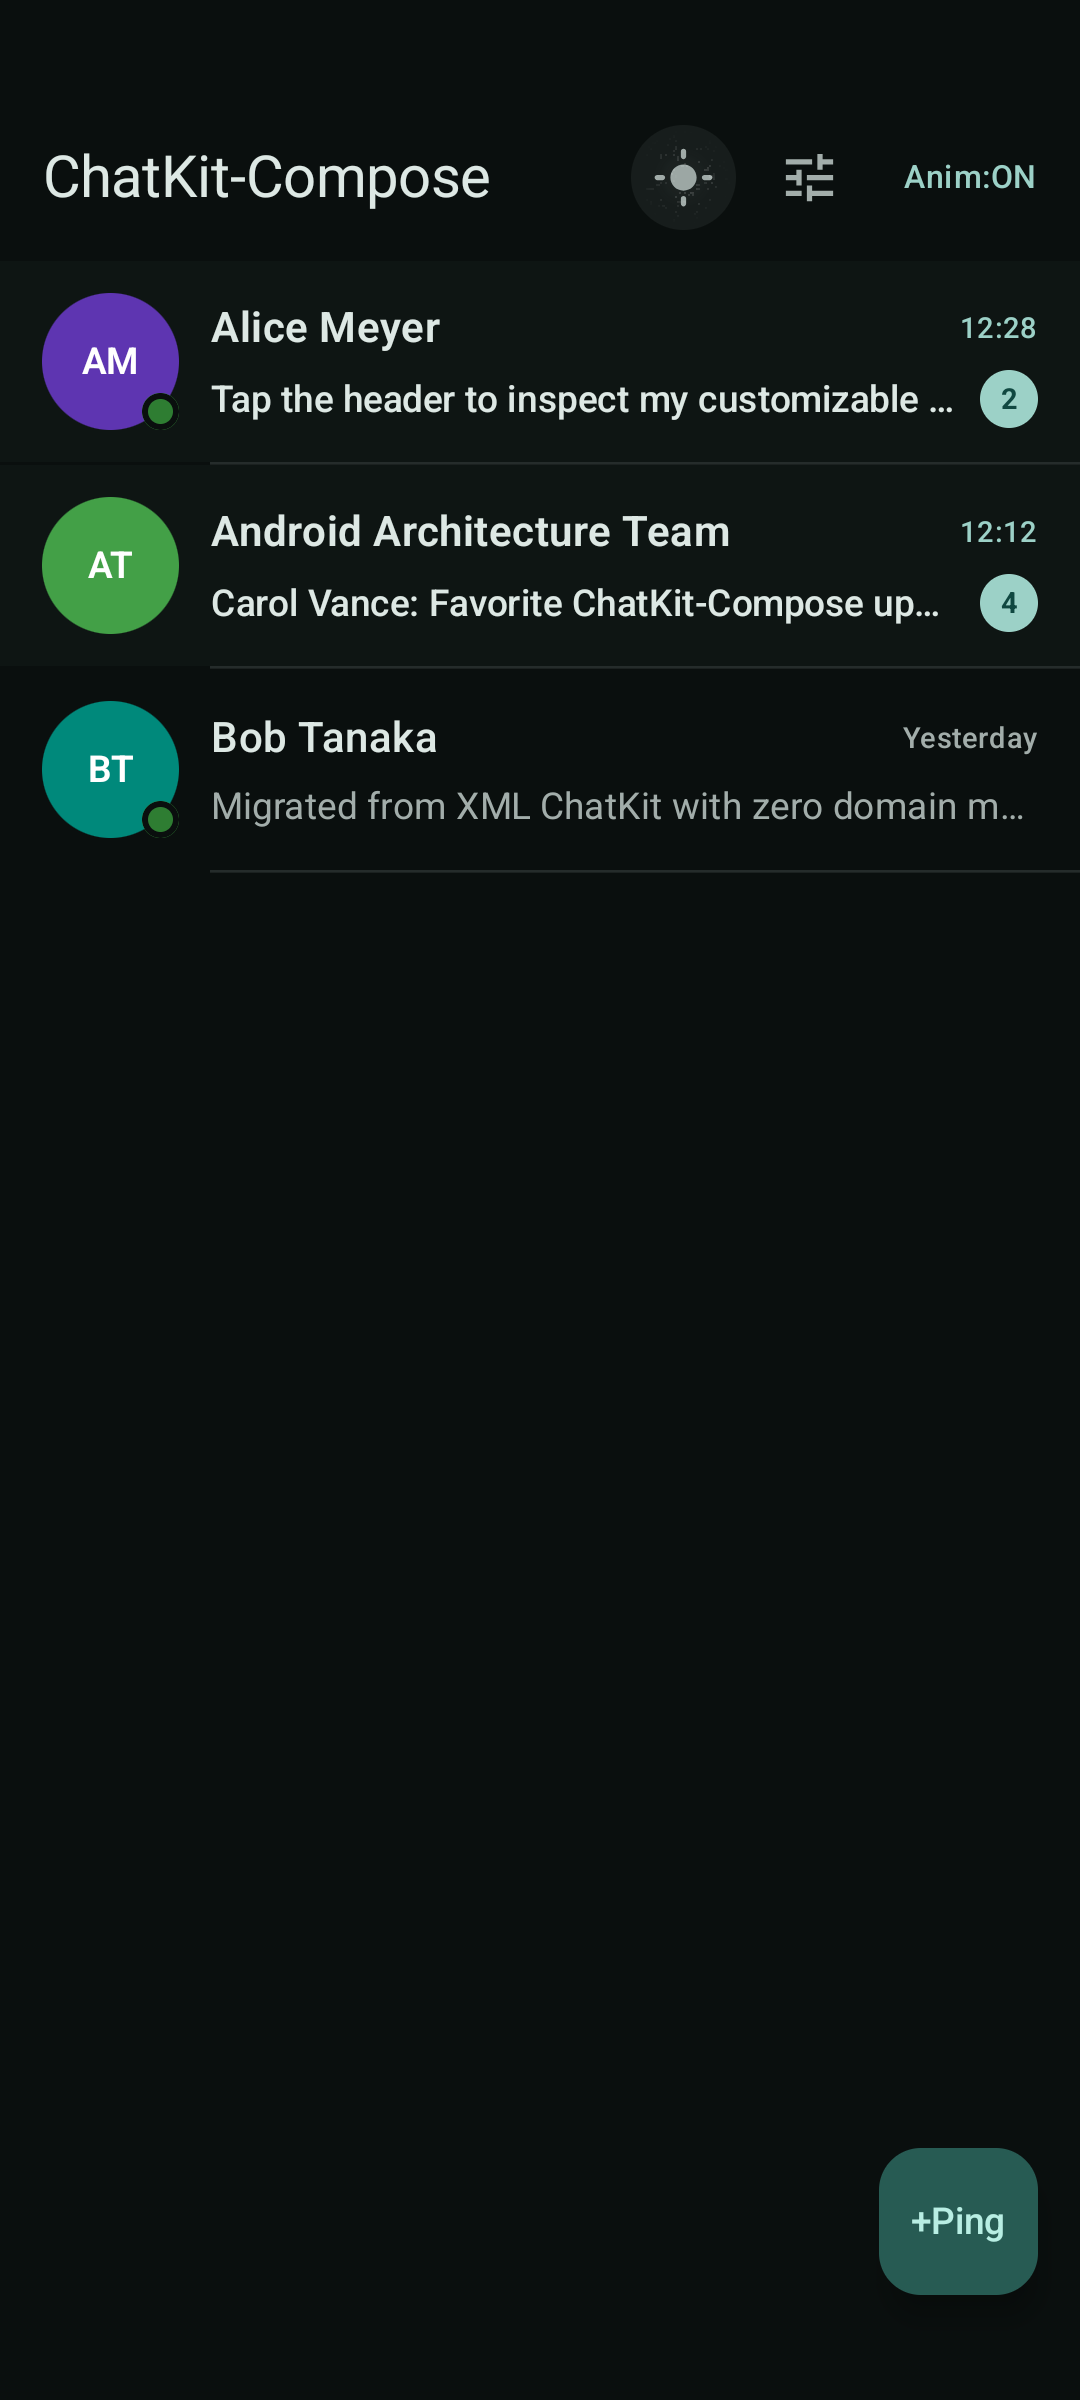 ChatKit-Compose
Anim:ON
AM
Alice Meyer
12:28
Tap the header to inspect my customizable ...
2
AT
Android Architecture Team
12:12
Carol Vance: Favorite ChatKit-Compose up...
4
BT
Bob Tanaka
Yesterday
Migrated from XML ChatKit with zero domain m...
+Ping